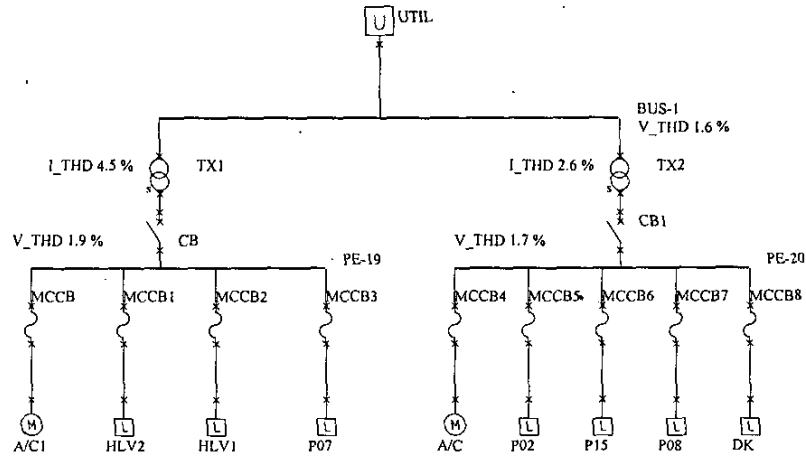 U UTIL
BUS-1
V_THD 1.6 %
I_THD 4.5 % TX1 I_THD 2.6 % TX2
s s
V_THD 1.9 % CB V_THD 1.7 % CB1
PE-19 PE-20
MCCB MCCB1 MCCB2 MCCB3 MCCB4 MCCB5 MCCB6 MCCB7 MCCB8
M L L L M L L L L
A/C1 HLV2 HLV1 P07 A/C P02 P15 P08 DK